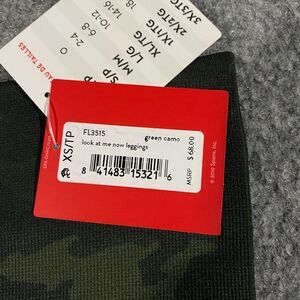 AU DE TAILLES
0
2-4
6-8
10-12
14-16
18
S/P
M/M
L/G
XL/TG
1X/1TG
2X/2TG
3X/3TG
XS/TP
FL3515
green camo
look at me now leggings
8 41483 15321 6
MSRP
$ 68.00
© 2019 Spanx, Inc.